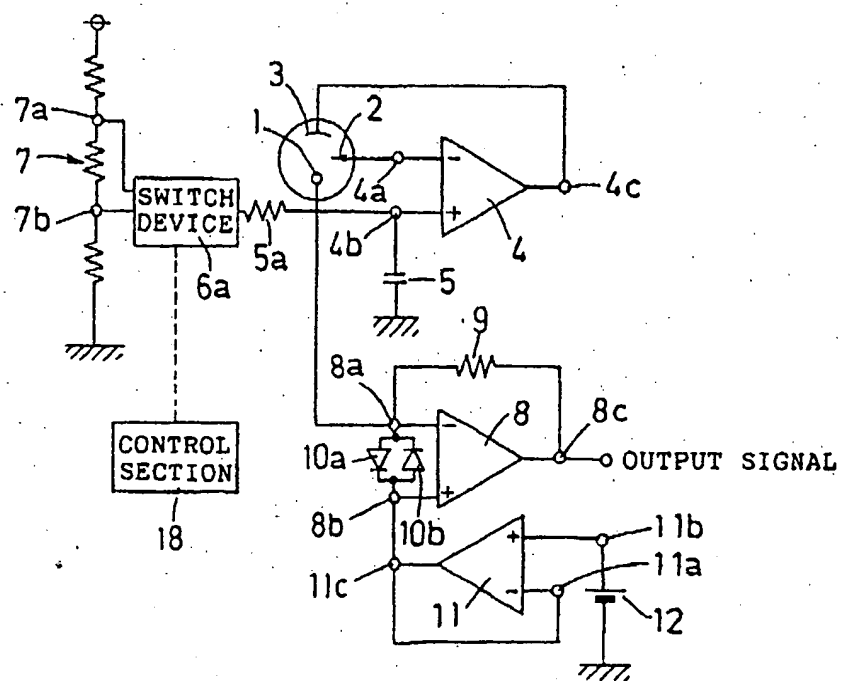 3
2
1
7a
7
7b
SWITCH
DEVICE
6a
5a
4a
-
+
4b
4
4c
5
9
8a
8
8c
-
+
10a
10b
8b
OUTPUT SIGNAL
CONTROL
SECTION
18
11c
11
+
-
11b
11a
12